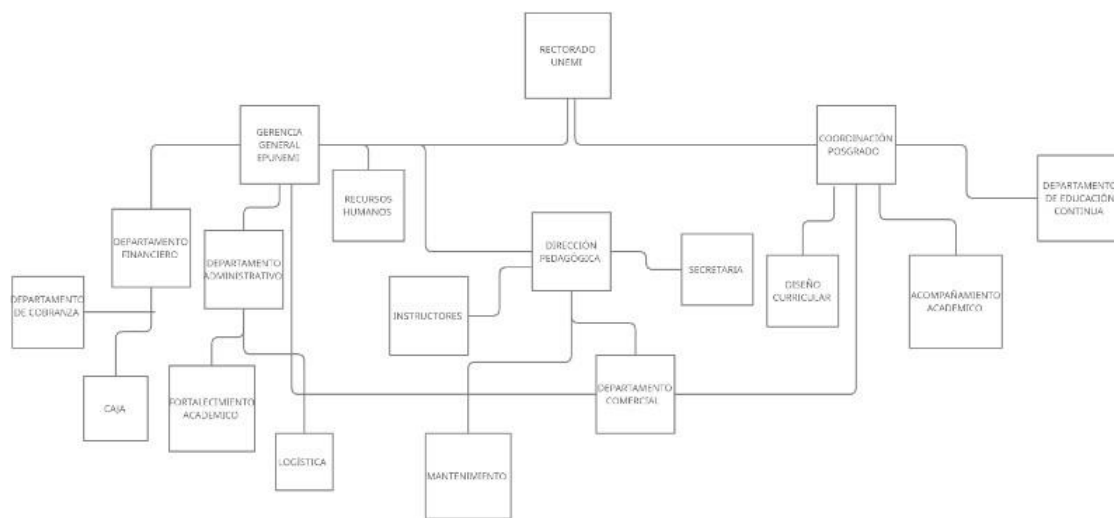 RECTORADO
UNEMI
GERENCIA
GENERAL
EPUNEMI
COORDINACIÓN
POSGRADO
RECURSOS
HUMANOS
DEPARTAMENTO
DE EDUCACIÓN
CONTINUA
DEPARTAMENTO
FINANCIERO
DEPARTAMENTO
ADMINISTRATIVO
DIRECCIÓN
PEDAGÓGICA
SECRETARIA
DISEÑO
CURRICULAR
ACOMPAÑAMIENTO
ACADÉMICO
DEPARTAMENTO
DE COBRANZA
INSTRUCTORES
CAJA
FORTALECIMIENTO
ACADEMICO
DEPARTAMENTO
COMERCIAL
LOGÍSTICA
MANTENIMIENTO